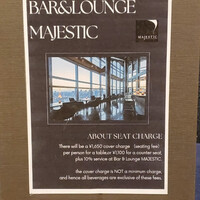 BAR&LOUNGE
MAJESTIC
MAJESTIC
ABOUT SEAT CHARGE
There will be a ¥1,650 cover charge (seating fee)
per person for a table,or ¥1,100 for a counter seat,
plus 10% service at Bar & Lounge MAJESTIC.
the cover charge is NOT a minimum charge.
and hence all beverages are exclusive of these fees.